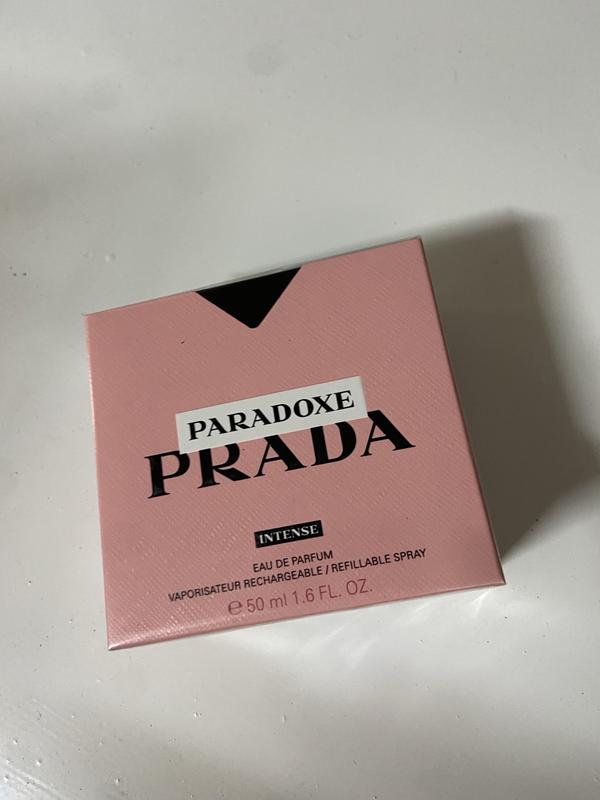 PARADOXE
PRADA
INTENSE
EAU DE PARFUM
VAPORISATEUR RECHARGEABLE / REFILLABLE SPRAY
℮ 50 ml 1.6 FL. OZ.